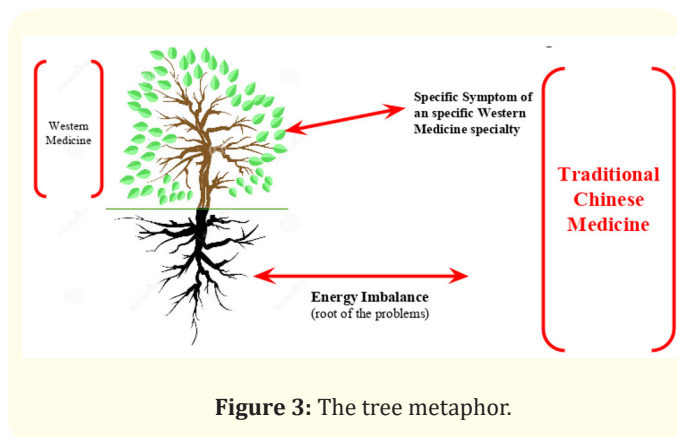 Western
Medicine
Specific Symptom of
an specific Western
Medicine specialty
Traditional
Chinese
Medicine
Energy Imbalance
(root of the problems)
Figure 3: The tree metaphor.